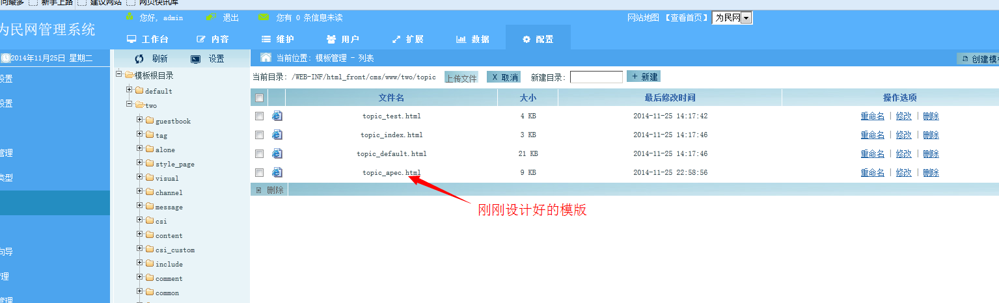 问最多 新手上路 建议网站 网页快讯库
您好, admin 退出 您有 0 条信息未读 网站地图 【查看首页】 为民网
为民网管理系统
工作台 内容 维护 用户 扩展 数据 配置
2014年11月25日 星期二 刷新 设置 当前位置: 模板管理 - 列表 创建模
设置
设置
管理
类型
向导
管理
模板根目录
default
two
guestbook
tag
alone
style_page
visual
channel
message
csi
content
csi_custom
include
comment
common
当前目录: /WEB-INF/html_front/cms/www/two/topic 上传文件 X 取消 新建目录: + 新建
文件名 大小 最后修改时间 操作选项
topic_test.html 4 KB 2014-11-25 14:17:42 重命名 | 修改 | 删除
topic_index.html 3 KB 2014-11-25 14:17:46 重命名 | 修改 | 删除
topic_default.html 21 KB 2014-11-25 14:17:46 重命名 | 修改 | 删除
topic_apec.html 9 KB 2014-11-25 22:58:56 重命名 | 修改 | 删除
删除
刚刚设计好的模版